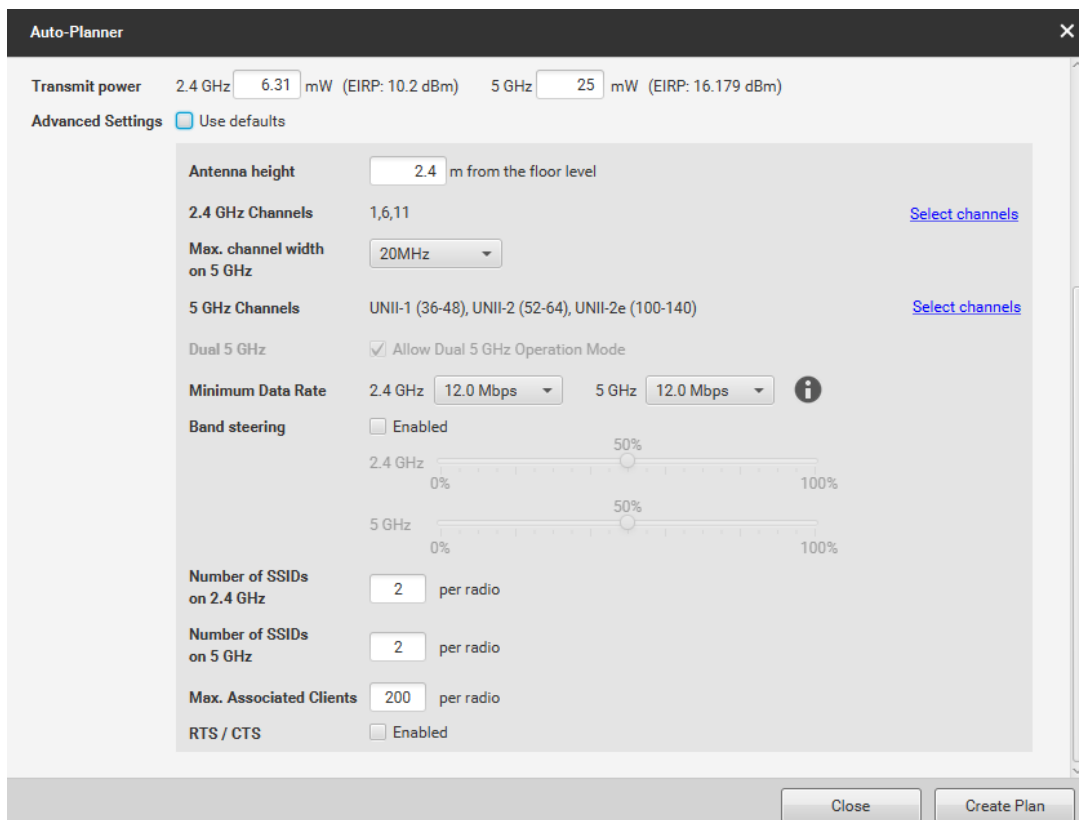 Auto-Planner
Transmit power 2.4 GHz 6.31 mW (EIRP: 10.2 dBm) 5 GHz 25 mW (EIRP: 16.179 dBm)
Advanced Settings Use defaults
Antenna height 2.4 m from the floor level
2.4 GHz Channels 1,6,11 Select channels
Max. channel width
on 5 GHz
20MHz
5 GHz Channels UNII-1 (36-48), UNII-2 (52-64), UNII-2e (100-140) Select channels
Dual 5 GHz Allow Dual 5 GHz Operation Mode
Minimum Data Rate 2.4 GHz 12.0 Mbps 5 GHz 12.0 Mbps
Band steering Enabled
50%
2.4 GHz
0% 100%
50%
5 GHz
0% 100%
Number of SSIDs
on 2.4 GHz
2 per radio
Number of SSIDs
on 5 GHz
2 per radio
Max. Associated Clients 200 per radio
RTS / CTS Enabled
Close Create Plan